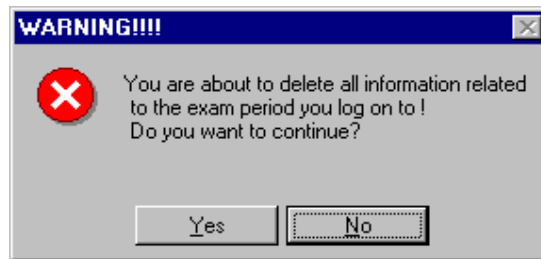 WARNING!!!!
You are about to delete all information related
to the exam period you log on to !
Do you want to continue?
Yes
No